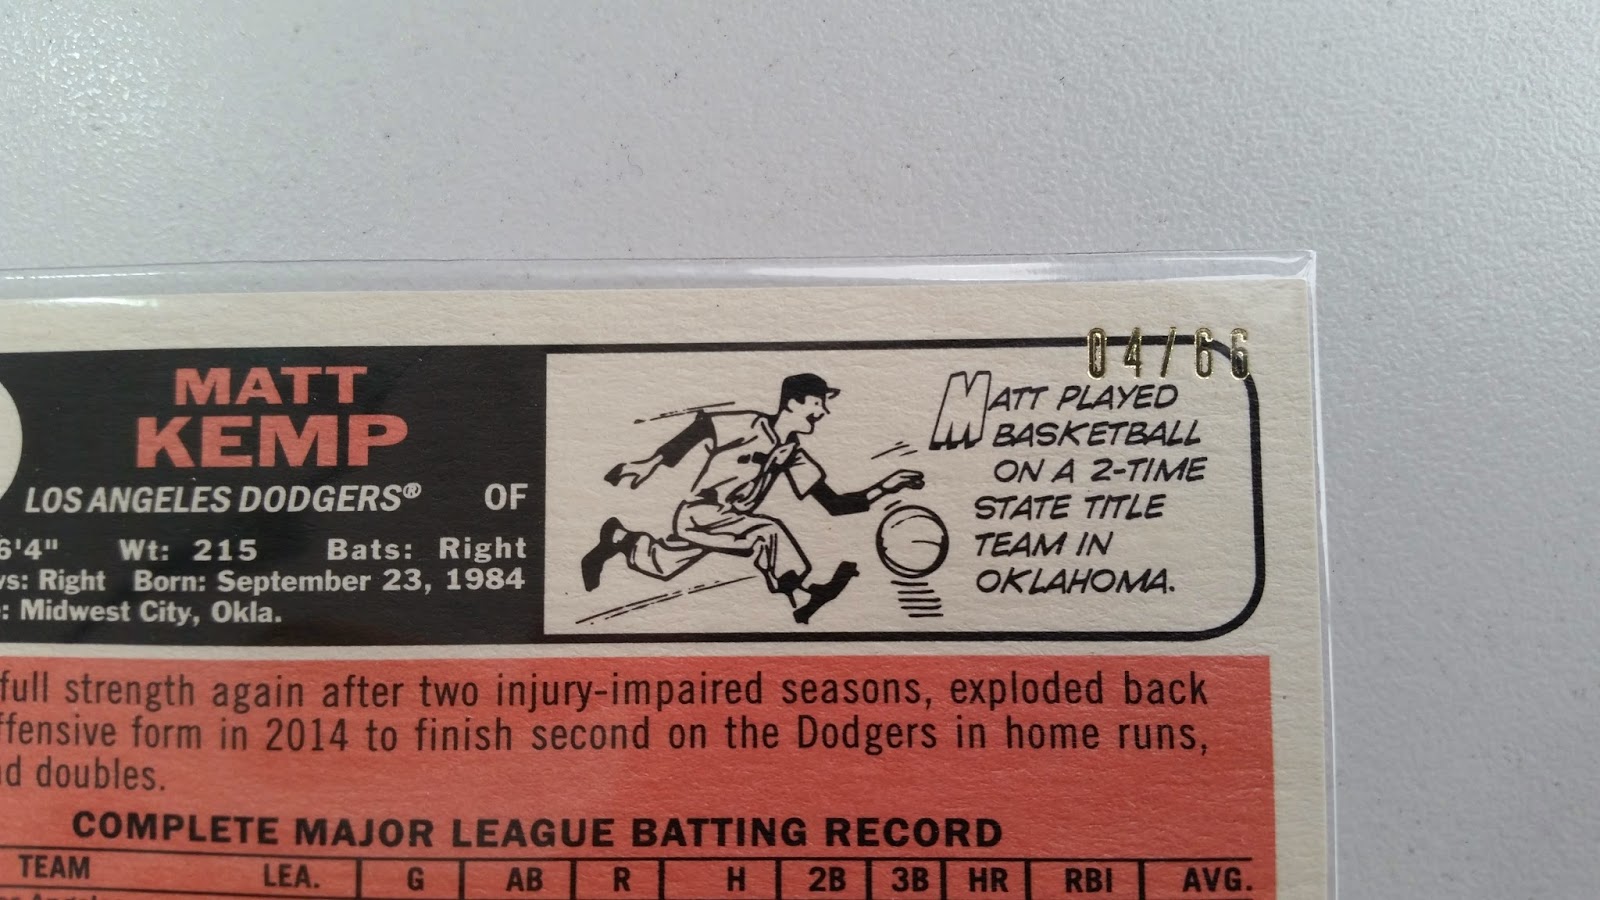 04/66
MATT
KEMP
LOS ANGELES DODGERS® OF
6'4" Wt: 215 Bats: Right
Right Born: September 23, 1984
Midwest City, Okla.
MATT PLAYED
BASKETBALL
ON A 2-TIME
STATE TITLE
TEAM IN
OKLAHOMA.
full strength again after two injury-impaired seasons, exploded back
form in 2014 to finish second on the Dodgers in home runs,
doubles.
COMPLETE MAJOR LEAGUE BATTING RECORD
TEAM LEA. G AB R H 2B 3B HR RBI AVG.